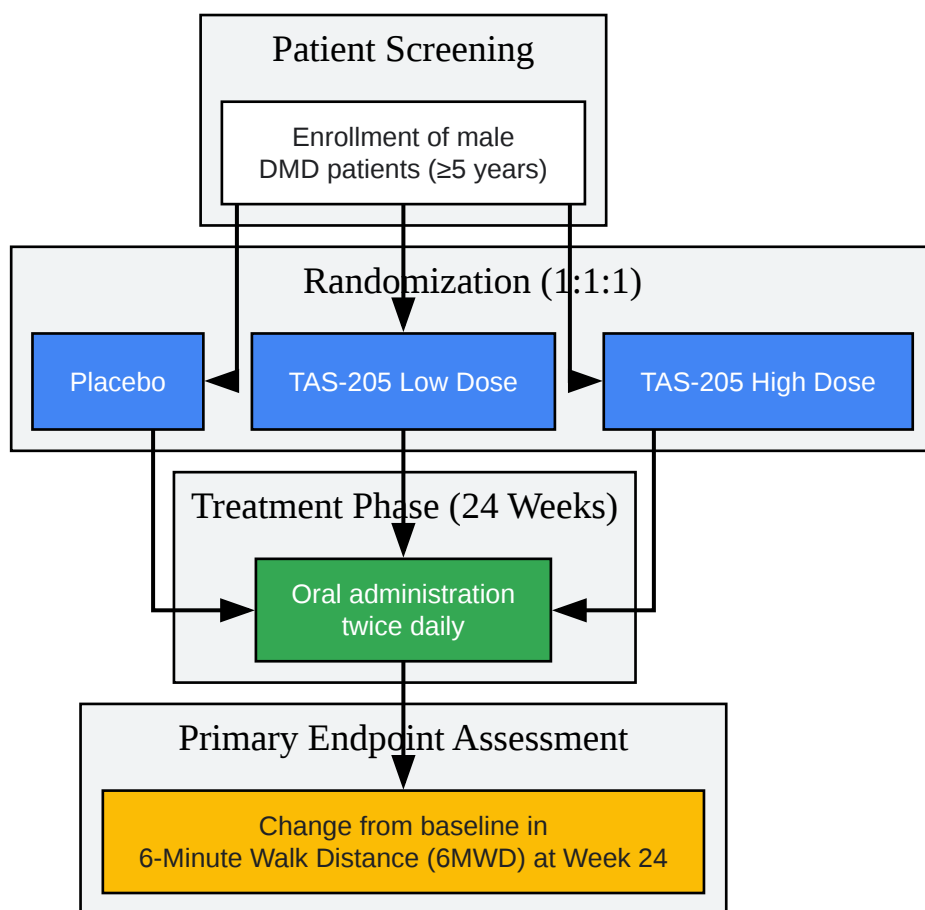 Patient Screening
Enrollment of male
DMD patients (≥5 years)
Randomization (1:1:1)
Placebo
TAS-205 Low Dose
TAS-205 High Dose
Treatment Phase (24 Weeks)
Oral administration
twice daily
Primary Endpoint Assessment
Change from baseline in
6-Minute Walk Distance (6MWD) at Week 24